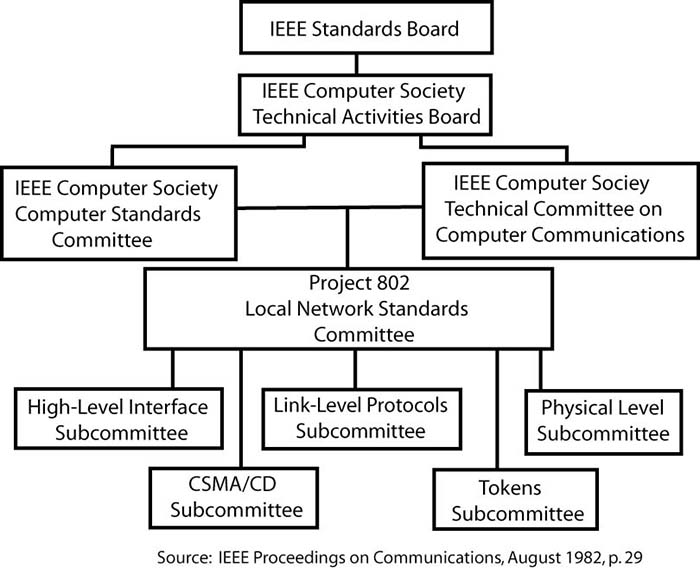 IEEE Standards Board
IEEE Computer Society
Technical Activities Board
IEEE Computer Society
Computer Standards
Committee
IEEE Computer Sociey
Technical Committee on
Computer Communications
Project 802
Local Network Standards
Committee
High-Level Interface
Subcommittee
Link-Level Protocols
Subcommittee
Physical Level
Subcommittee
CSMA/CD
Subcommittee
Tokens
Subcommittee
Source: IEEE Proceedings on Communications, August 1982, p. 29